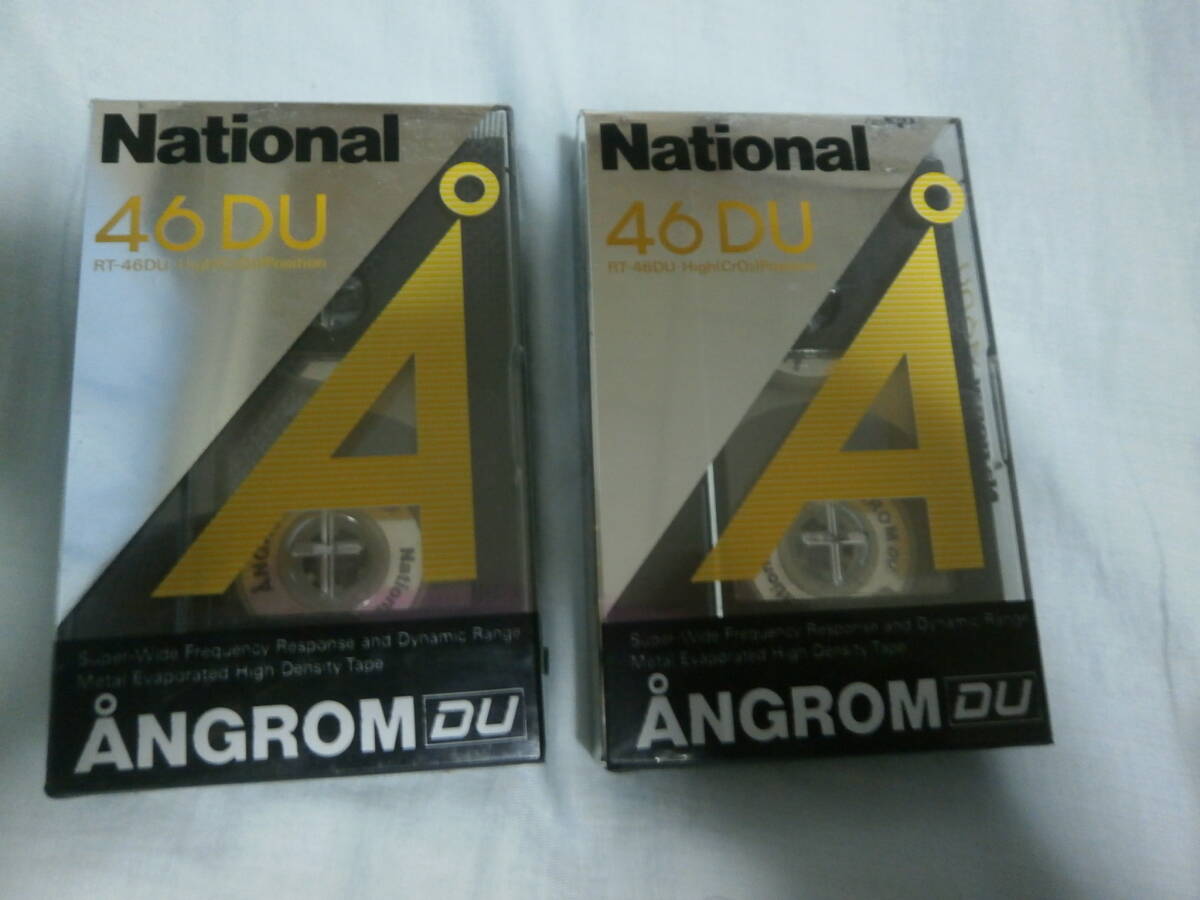 National
46 DU
RT-46DU High(CrO₂)Position
Å
National
ÅNGROM
Super-Wide Frequency Response and Dynamic Range
Metal Evaporated High Density Tape
ÅNGROM DU
National
46 DU
RT-46DU High(CrO₂)Position
Å
Super-Wide Frequency Response and Dynamic Range
Metal Evaporated High Density Tape
ÅNGROM DU